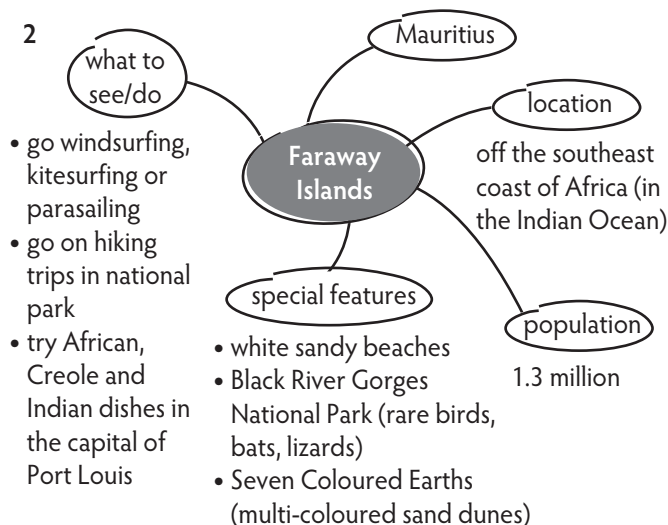 2
what to
see/do
• go windsurfing,
kitesurfing or
parasailing
• go on hiking
trips in national
park
• try African,
Creole and
Indian dishes in
the capital of
Port Louis
Mauritius
Faraway
Islands
location
off the southeast
coast of Africa (in
the Indian Ocean)
special features
• white sandy beaches
• Black River Gorges
National Park (rare birds,
bats, lizards)
• Seven Coloured Earths
(multi-coloured sand dunes)
population
1.3 million